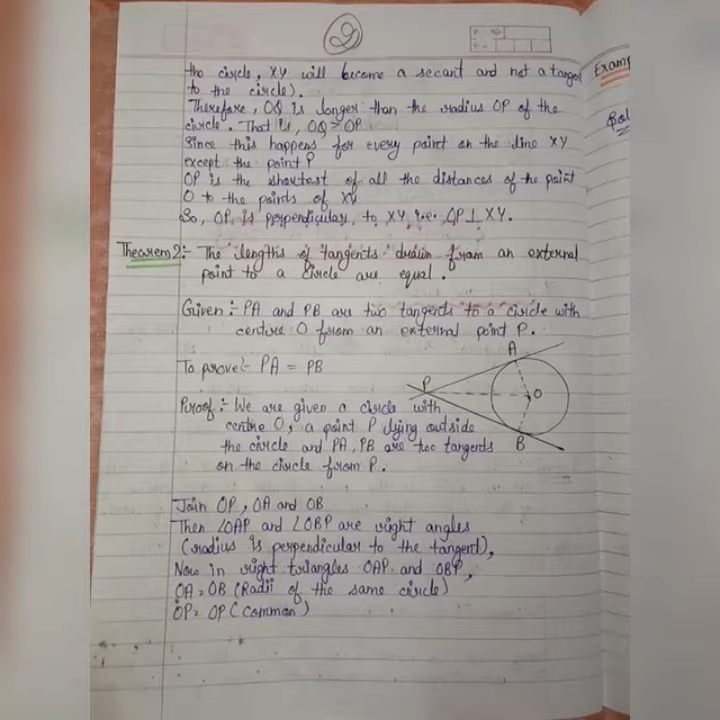 the circle, XY will become a secant and not a tangent
to the circle).
Therefore, OQ is longer than the radius OP of the
circle. That is, OQ > OP
Since this happens for every point on the line XY
except the point P
OP is the shortest of all the distances of the point
O to the points of XY
So, OP is perpendicular to XY i.e. OP ⊥ XY.
Theorem 2:- The lengths of tangents drawn from an external
point to a circle are equal.
Given :- PA and PB are two tangents to a circle with
centre O from an external point P.
To prove:- PA = PB
Proof :- We are given a circle with
centre O, a point P lying outside
the circle and PA, PB are two tangents
on the circle from P.
A
P
O
B
Join OP, OA and OB
Then ∠OAP and ∠OBP are right angles
(radius is perpendicular to the tangent),
Now in right triangles OAP and OBP,
OA = OB (Radii of the same circle)
OP = OP (Common)
Exam